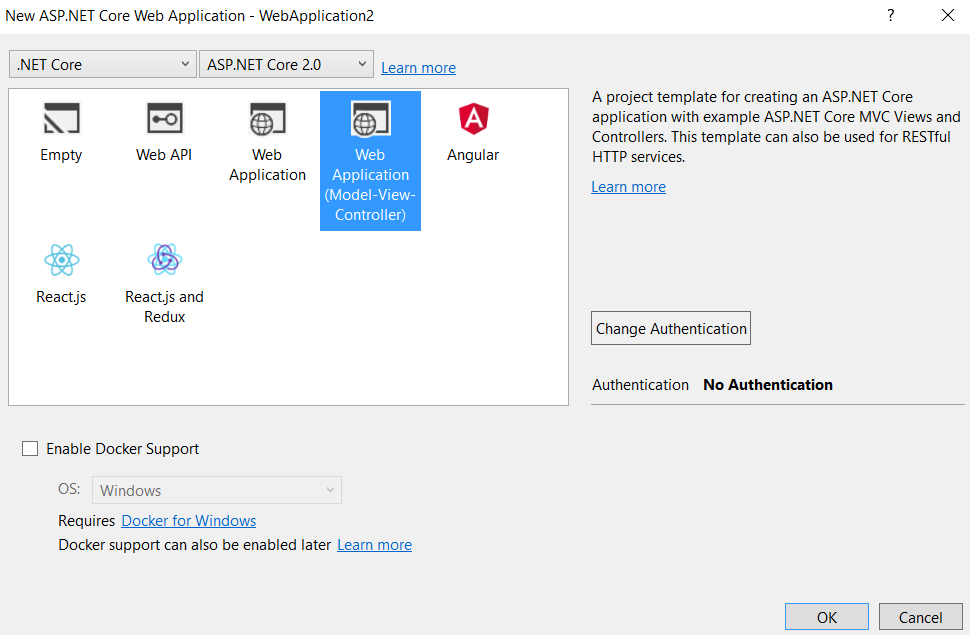 New ASP.NET Core Web Application - WebApplication2
?
.NET Core
ASP.NET Core 2.0
Learn more
Empty
Web API
Web
Application
Web
Application
(Model-View-
Controller)
Angular
React.js
React.js and
Redux
A project template for creating an ASP.NET Core
application with example ASP.NET Core MVC Views and
Controllers. This template can also be used for RESTful
HTTP services.
Learn more
Change Authentication
Authentication No Authentication
Enable Docker Support
OS: Windows
Requires Docker for Windows
Docker support can also be enabled later Learn more
OK
Cancel